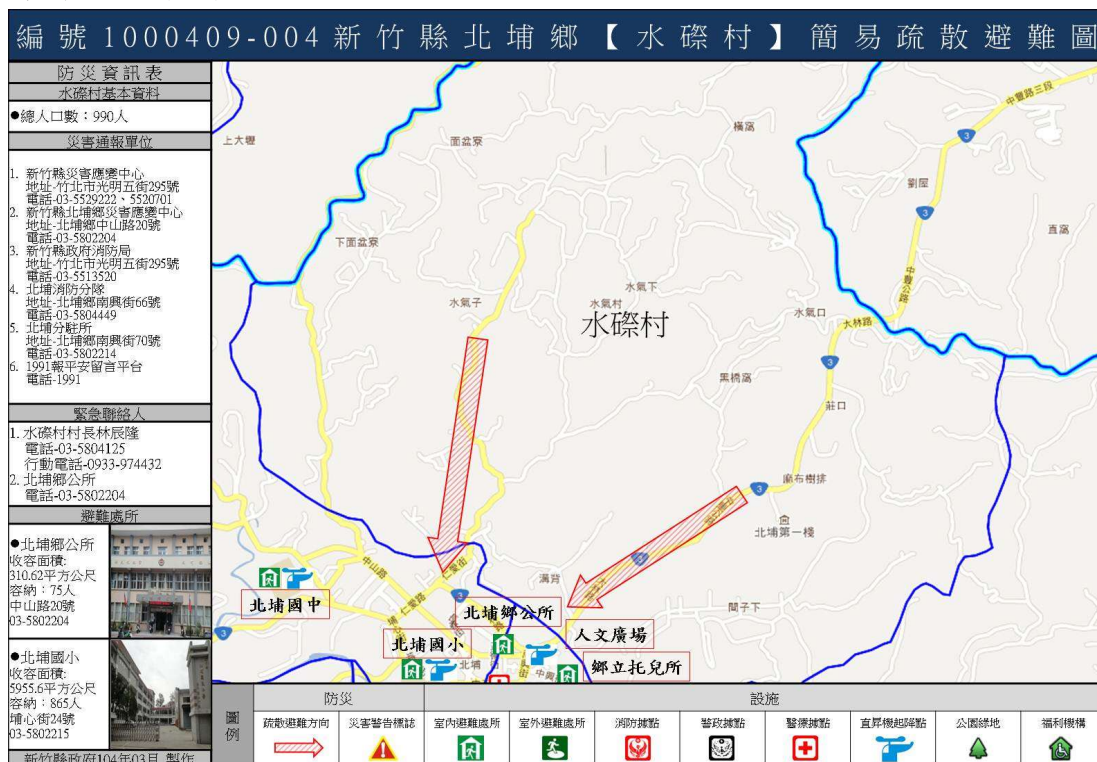 編號1000409-004新竹縣北埔鄉【水磜村】簡易疏散避難圖
防災資訊表
水磜村基本資料
●總人口數：990人
災害通報單位
1. 新竹縣災害應變中心
地址-竹北市光明五街295號
電話-03-5529222、5520701
2. 新竹縣北埔鄉災害應變中心
地址-北埔鄉中山路20號
電話-03-5802204
3. 新竹縣政府消防局
地址-竹北市光明五街295號
電話-03-5513520
4. 北埔消防分隊
地址-北埔鄉南興街66號
電話-03-5804449
5. 北埔分駐所
地址-北埔鄉南興街70號
電話-03-5802214
6. 1991報平安留言平台
電話-1991
緊急聯絡人
1. 水磜村村長林辰隆
電話-03-5804125
行動電話-0933-974432
2. 北埔鄉公所
電話-03-5802204
避難處所
●北埔鄉公所
收容面積:
310.62平方公尺
容納：75人
中山路20號
03-5802204
●北埔國小
收容面積:
5955.6平方公尺
容納：865人
埔心街24號
03-5802215
新竹縣政府104年03月 製作
上大壢
面盆寮
橫窩
中豐路三段
3
劉屋
3
直窩
下面盆寮
中豐公路
水氣子
水氣下
水氣村
水磜村
水氣口
大林路
3
黑橋窩
莊口
麻布樹排
3
北埔第一棧
3
溝背
中山路
仁愛街
仁愛路
3
3
北埔國中
北埔鄉公所
人文廣場
間子下
北埔國小
北埔
中興
鄉立托兒所
圖例
防災
設施
疏散避難方向
災害警告標誌
室內避難處所
室外避難處所
消防據點
警政據點
醫療據點
直昇機起降點
公園綠地
福利機構